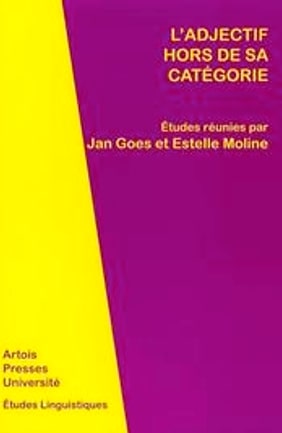 L'ADJECTIF
HORS DE SA
CATÉGORIE
Études réunies par
Jan Goes et Estelle Moline
Artois
Presses
Université
Études Linguistiques